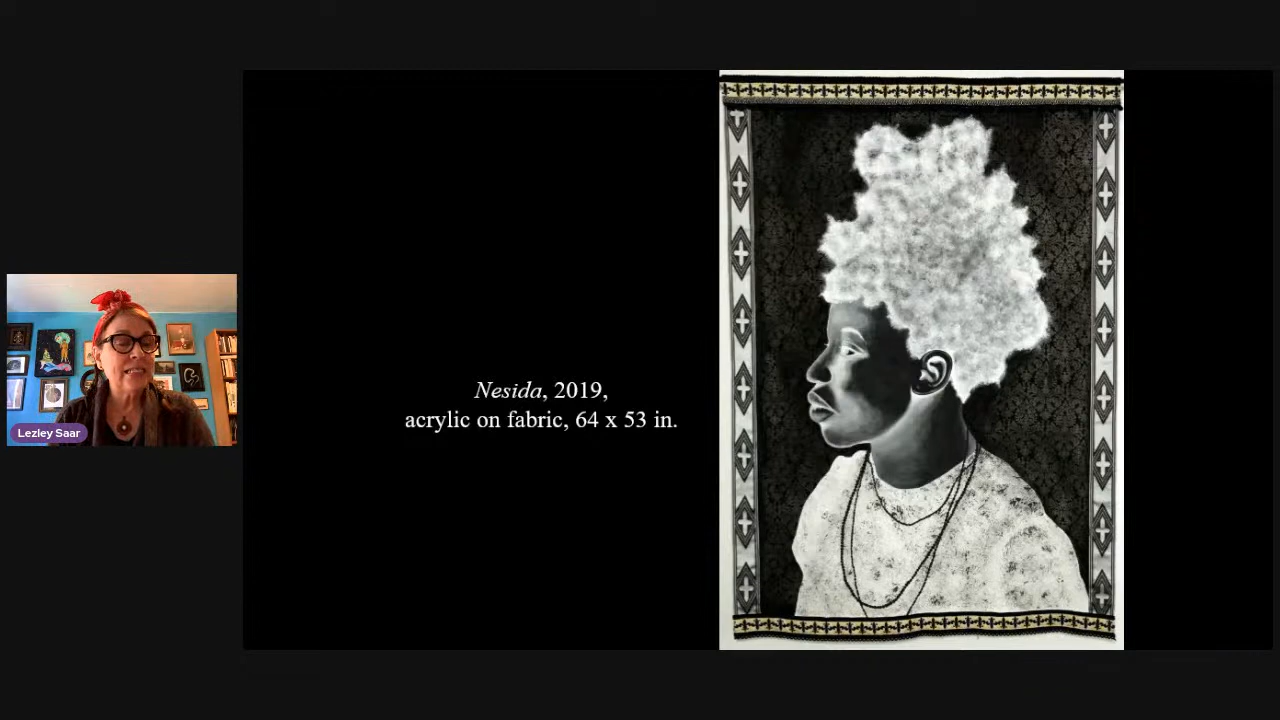 Nesida, 2019,
acrylic on fabric, 64 x 53 in.
Lezley Saar